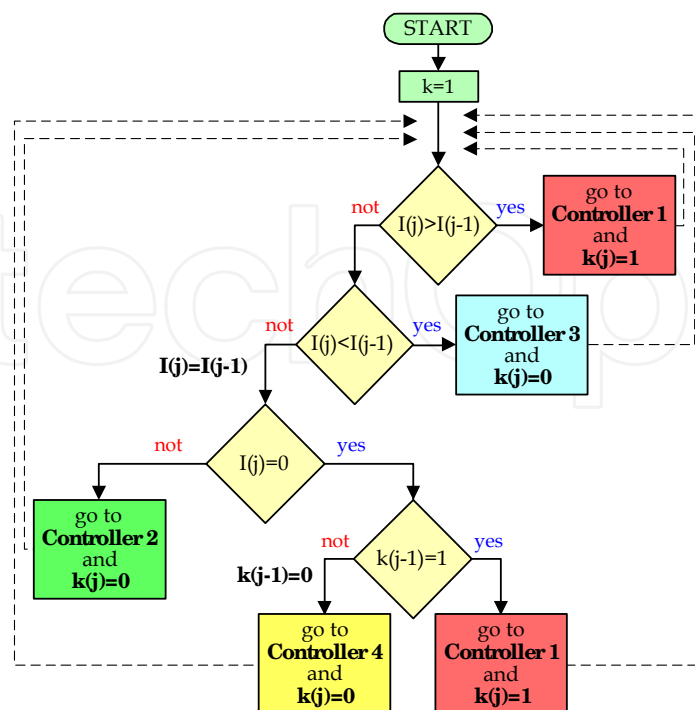 START
k=1
not
yes
I(j)>I(j-1)
go to
Controller 1
and
k(j)=1
not
yes
I(j)<I(j-1)
go to
Controller 3
and
k(j)=0
I(j)=I(j-1)
not
yes
I(j)=0
go to
Controller 2
and
k(j)=0
not
yes
k(j-1)=1
k(j-1)=0
go to
Controller 4
and
k(j)=0
go to
Controller 1
and
k(j)=1